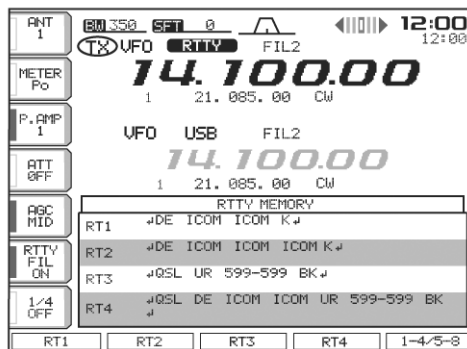 ANT
1
BW 350 SFT 0 12:00
TX VFO RTTY FIL2 12:00
14.100.00
1 21.085.00 CW
METER
Po
P.AMP
1
VFO USB FIL2
14.100.00
1 21.085.00 CW
ATT
OFF
AGC
MID
RTTY MEMORY
RT1 ↲DE ICOM ICOM K↲
RT2 ↲DE ICOM ICOM ICOM K↲
RTTY
FIL
ON
RT3 ↲QSL UR 599-599 BK↲
RT4 ↲QSL DE ICOM ICOM UR 599-599 BK
↲
1/4
OFF
RT1 RT2 RT3 RT4 1-4/5-8